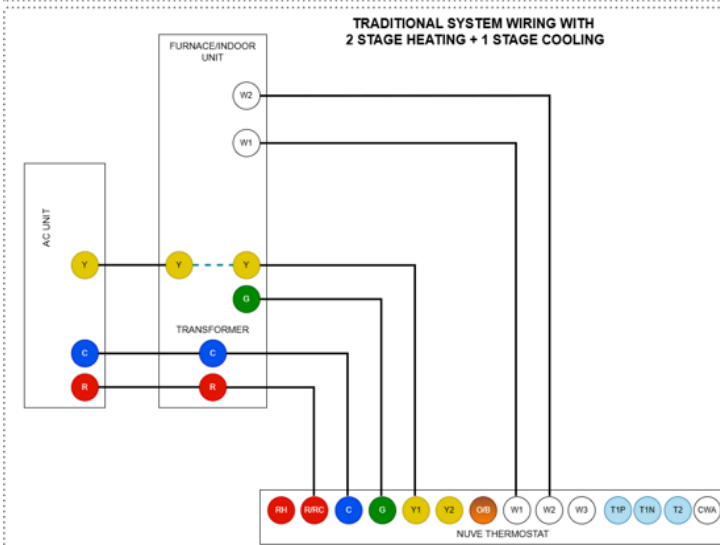 TRADITIONAL SYSTEM WIRING WITH
2 STAGE HEATING + 1 STAGE COOLING
FURNACE/INDOOR
UNIT
W2
W1
AC UNIT
Y
Y
Y
G
TRANSFORMER
C
C
R
R
RH
R/RC
C
G
Y1
Y2
O/B
W1
W2
W3
T1P
T1N
T2
CWA
NUVE THERMOSTAT